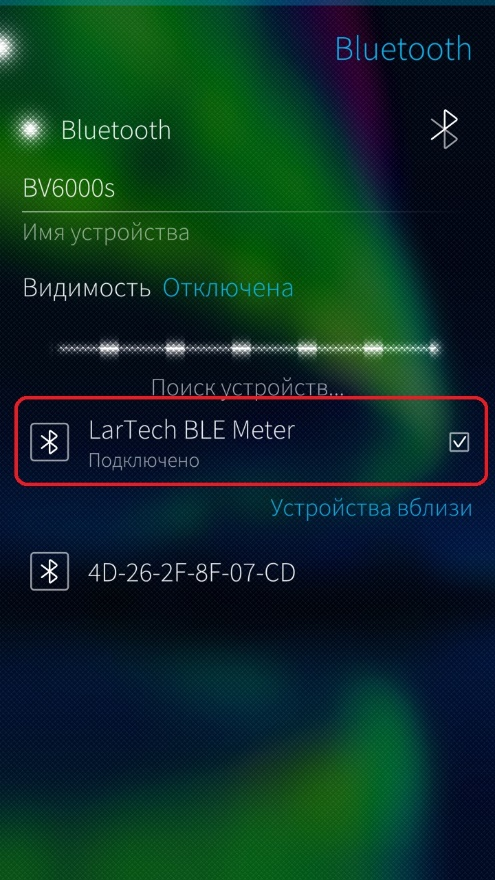 Bluetooth
Bluetooth
BV6000s
Имя устройства
Видимость Отключена
Поиск устройств...
LarTech BLE Meter
Подключено
Устройства вблизи
4D-26-2F-8F-07-CD